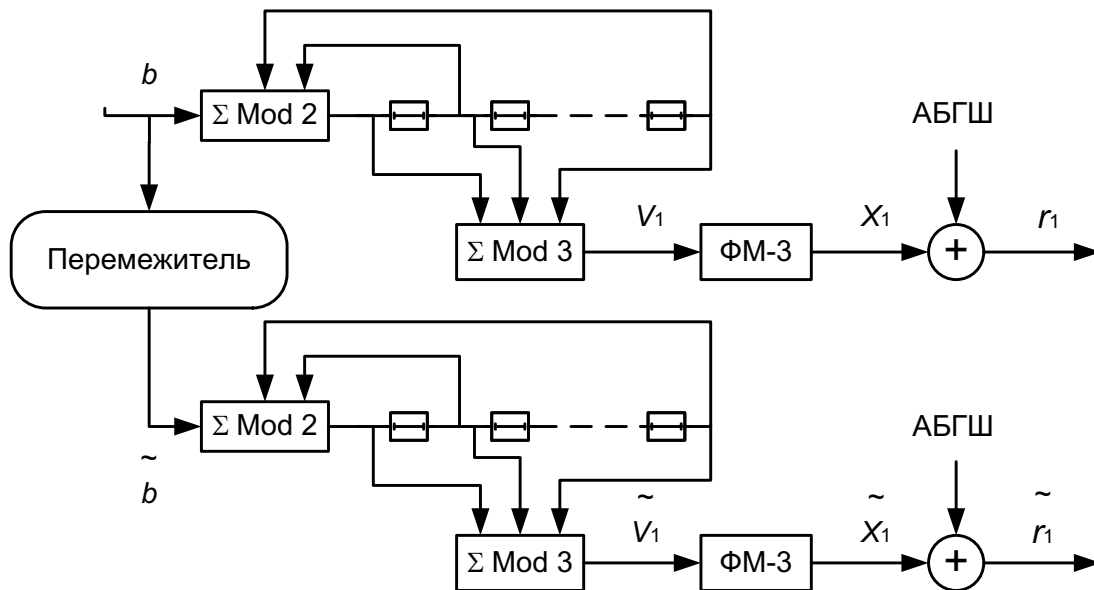 b
Σ Mod 2
АБГШ
Перемежитель
Σ Mod 3
V₁
ФМ-3
X₁
+
r₁
Σ Mod 2
АБГШ
~
b
Σ Mod 3
~
V₁
ФМ-3
~
X₁
+
~
r₁